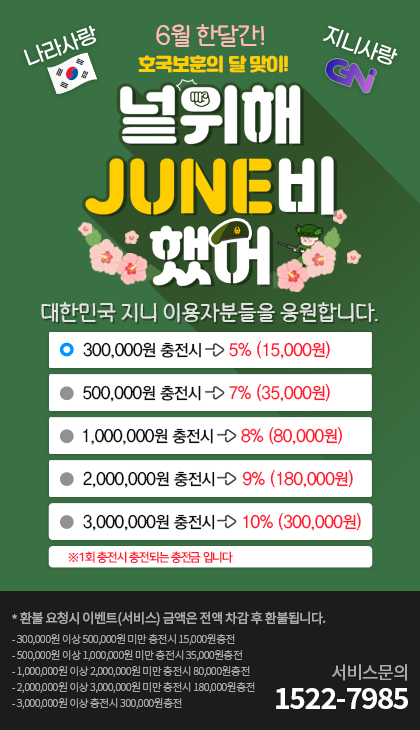 나라사랑
6월 한달간!
지니사랑
호국보훈의 달 맞이!
GNi
널위해
JUNE비
했어
대한민국 지니 이용자분들을 응원합니다.
300,000원 충전시 5% (15,000원)
500,000원 충전시 7% (35,000원)
1,000,000원 충전시 8% (80,000원)
2,000,000원 충전시 9% (180,000원)
3,000,000원 충전시 10% (300,000원)
※1회 충전시 충전되는 충전금 입니다
* 환불 요청시 이벤트(서비스) 금액은 전액 차감 후 환불됩니다.
- 300,000원 이상 500,000원 미만 충전시 15,000원충전
- 500,000원 이상 1,000,000원 미만 충전시 35,000원충전
- 1,000,000원 이상 2,000,000원 미만 충전시 80,000원충전
- 2,000,000원 이상 3,000,000원 미만 충전시 180,000원충전
- 3,000,000원 이상 충전시 300,000원충전
서비스문의
1522-7985